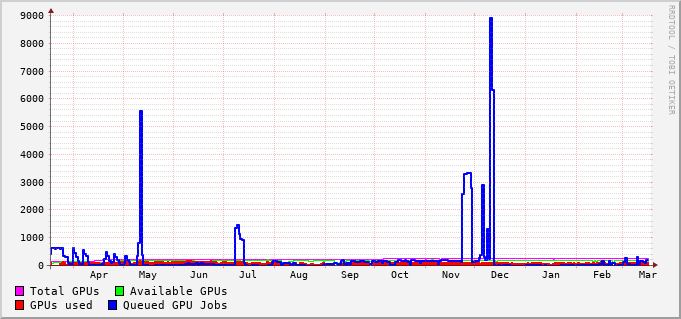 RRDTOOL / TOBI OETIKER
9000
8000
7000
6000
5000
4000
3000
2000
1000
0
Apr May Jun Jul Aug Sep Oct Nov Dec Jan Feb Mar
Total GPUs Available GPUs
GPUs used Queued GPU Jobs